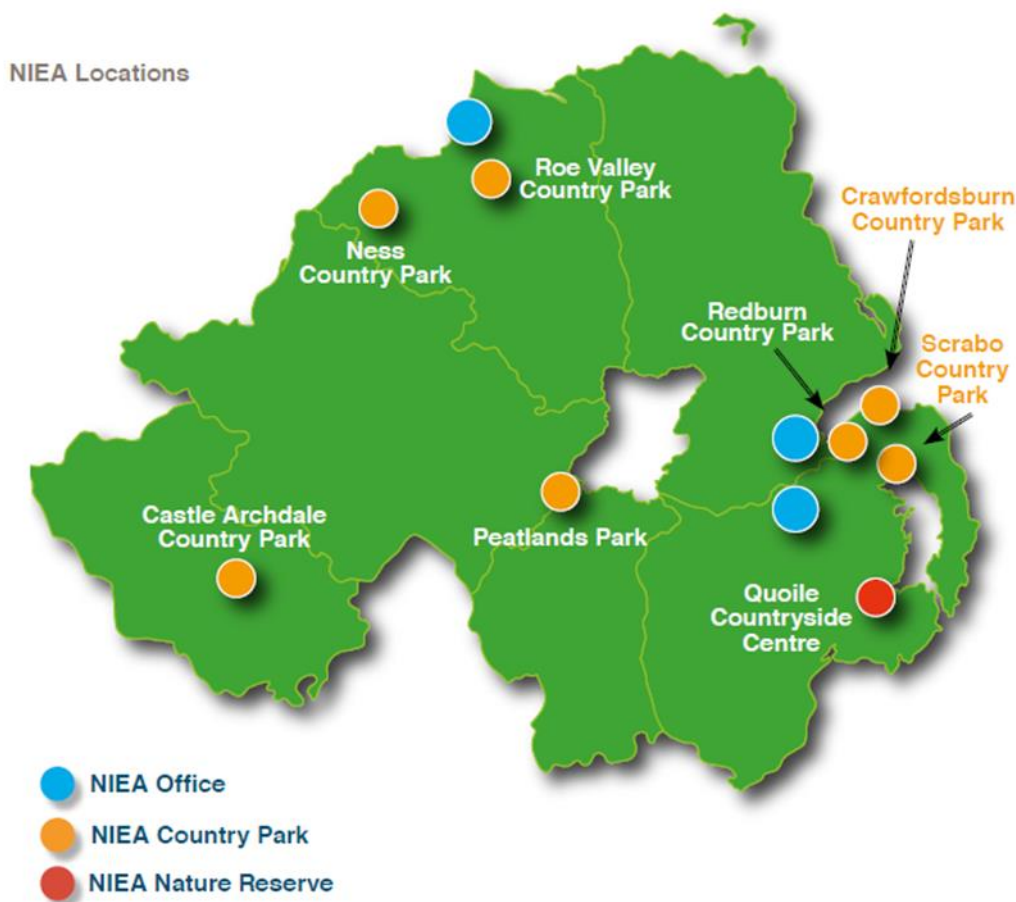 NIEA Locations
Roe Valley
Country Park
Crawfordsburn
Country Park
Ness
Country Park
Redburn
Country Park
Scrabo
Country
Park
Castle Archdale
Country Park
Peatlands Park
Quoile
Countryside
Centre
NIEA Office
NIEA Country Park
NIEA Nature Reserve